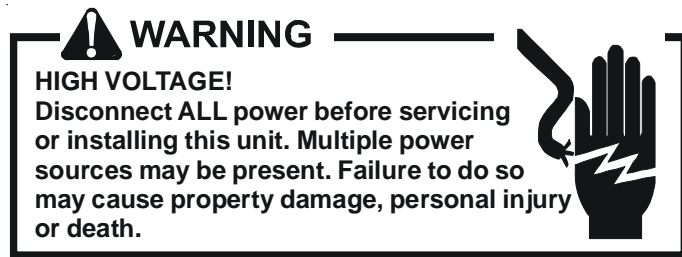 WARNING
HIGH VOLTAGE!
Disconnect ALL power before servicing
or installing this unit. Multiple power
sources may be present. Failure to do so
may cause property damage, personal injury
or death.